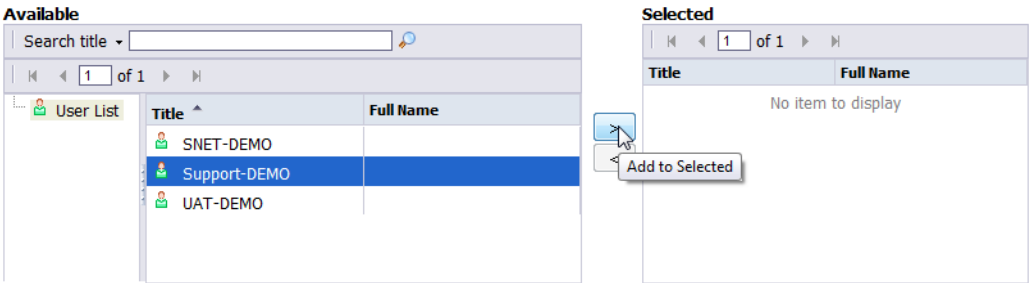 Available
Search title
1 of 1
User List
Title Full Name
SNET-DEMO
Support-DEMO
UAT-DEMO
>
<
Add to Selected
Selected
1 of 1
Title Full Name
No item to display